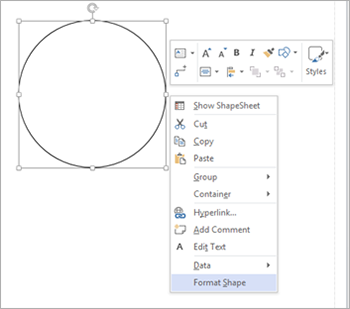 A A B I
Styles
Show ShapeSheet
Cut
Copy
Paste
Group
Container
Hyperlink...
Add Comment
A Edit Text
Data
Format Shape